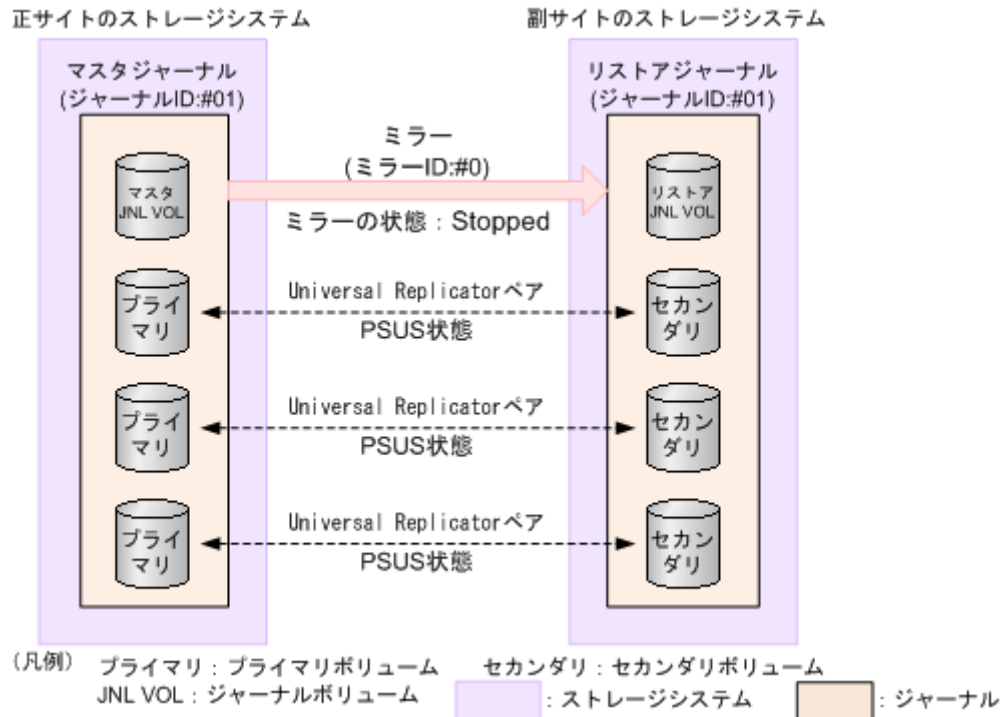 正サイトのストレージシステム
副サイトのストレージシステム
マスタジャーナル
(ジャーナルID:#01)
リストアジャーナル
(ジャーナルID:#01)
ミラー
(ミラーID:#0)
マスタ
JNL VOL
リストア
JNL VOL
ミラーの状態：Stopped
プライ
マリ
Universal Replicatorペア
PSUS状態
セカン
ダリ
プライ
マリ
Universal Replicatorペア
PSUS状態
セカン
ダリ
プライ
マリ
Universal Replicatorペア
PSUS状態
セカン
ダリ
(凡例) プライマリ：プライマリボリューム セカンダリ：セカンダリボリューム
JNL VOL：ジャーナルボリューム ：ストレージシステム ：ジャーナル